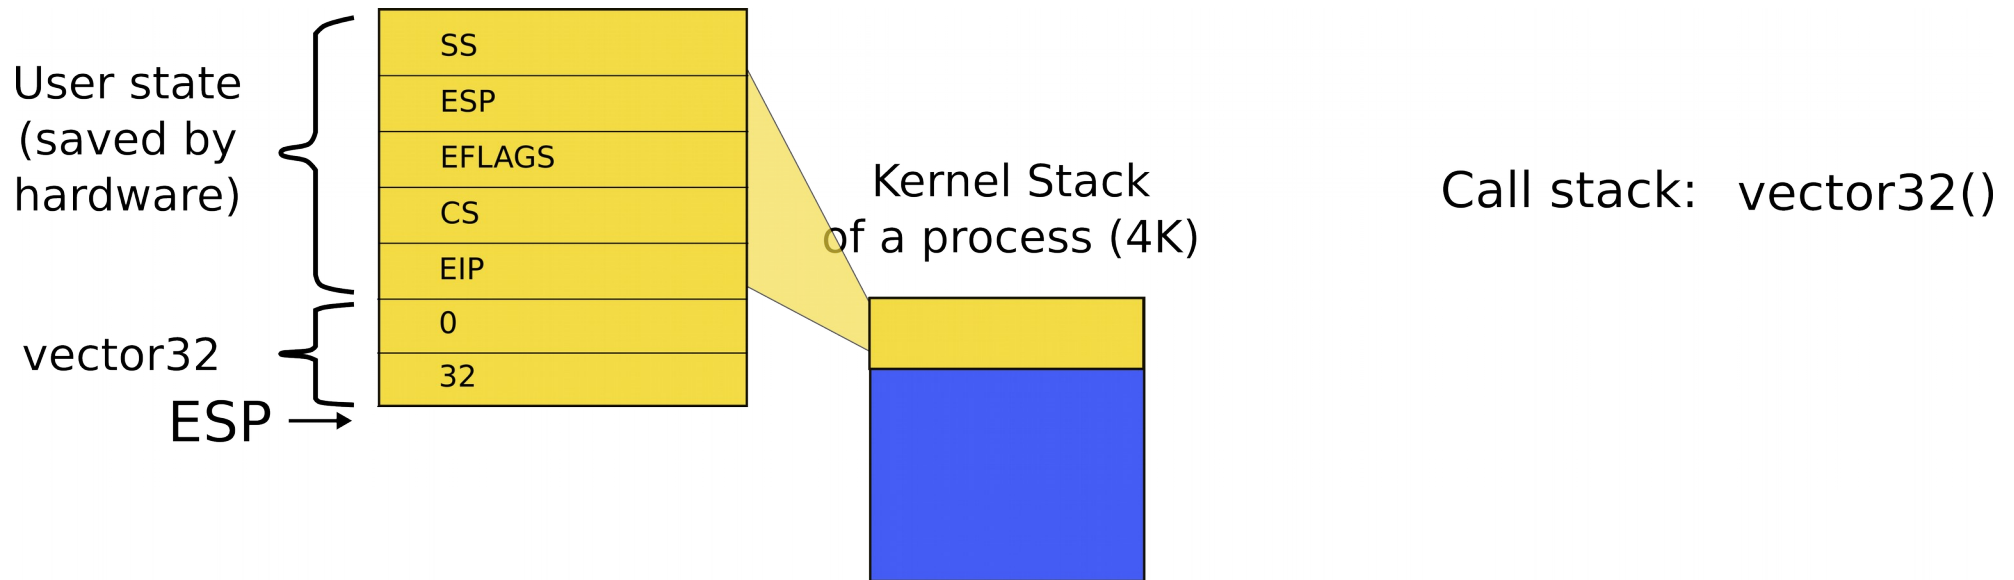 User state
(saved by
hardware)
SS
ESP
EFLAGS
CS
EIP
0
32
vector32
ESP
Kernel Stack
of a process (4K)
Call stack: vector32()